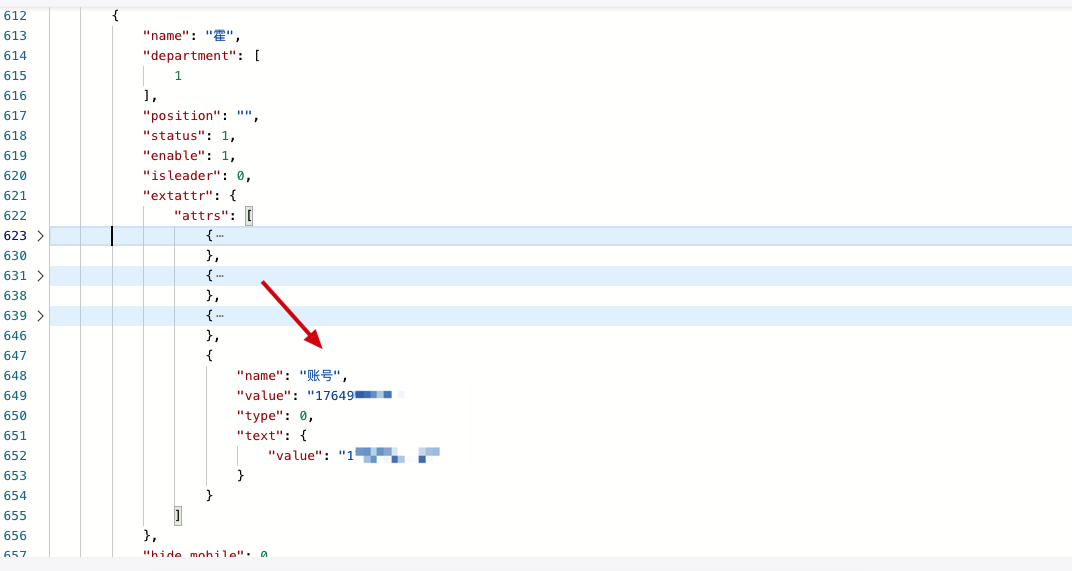 612 {
613 "name": "霍",
614 "department": [
615 1
616 ],
617 "position": "",
618 "status": 1,
619 "enable": 1,
620 "isleader": 0,
621 "extattr": {
622 "attrs": [
623 > { ⋯
630 },
631 > { ⋯
638 },
639 > { ⋯
646 },
647 {
648 "name": "账号",
649 "value": "17649
650 "type": 0,
651 "text": {
652 "value": "1
653 }
654 }
655 ]
656 },
657 "hide_mobile": 0